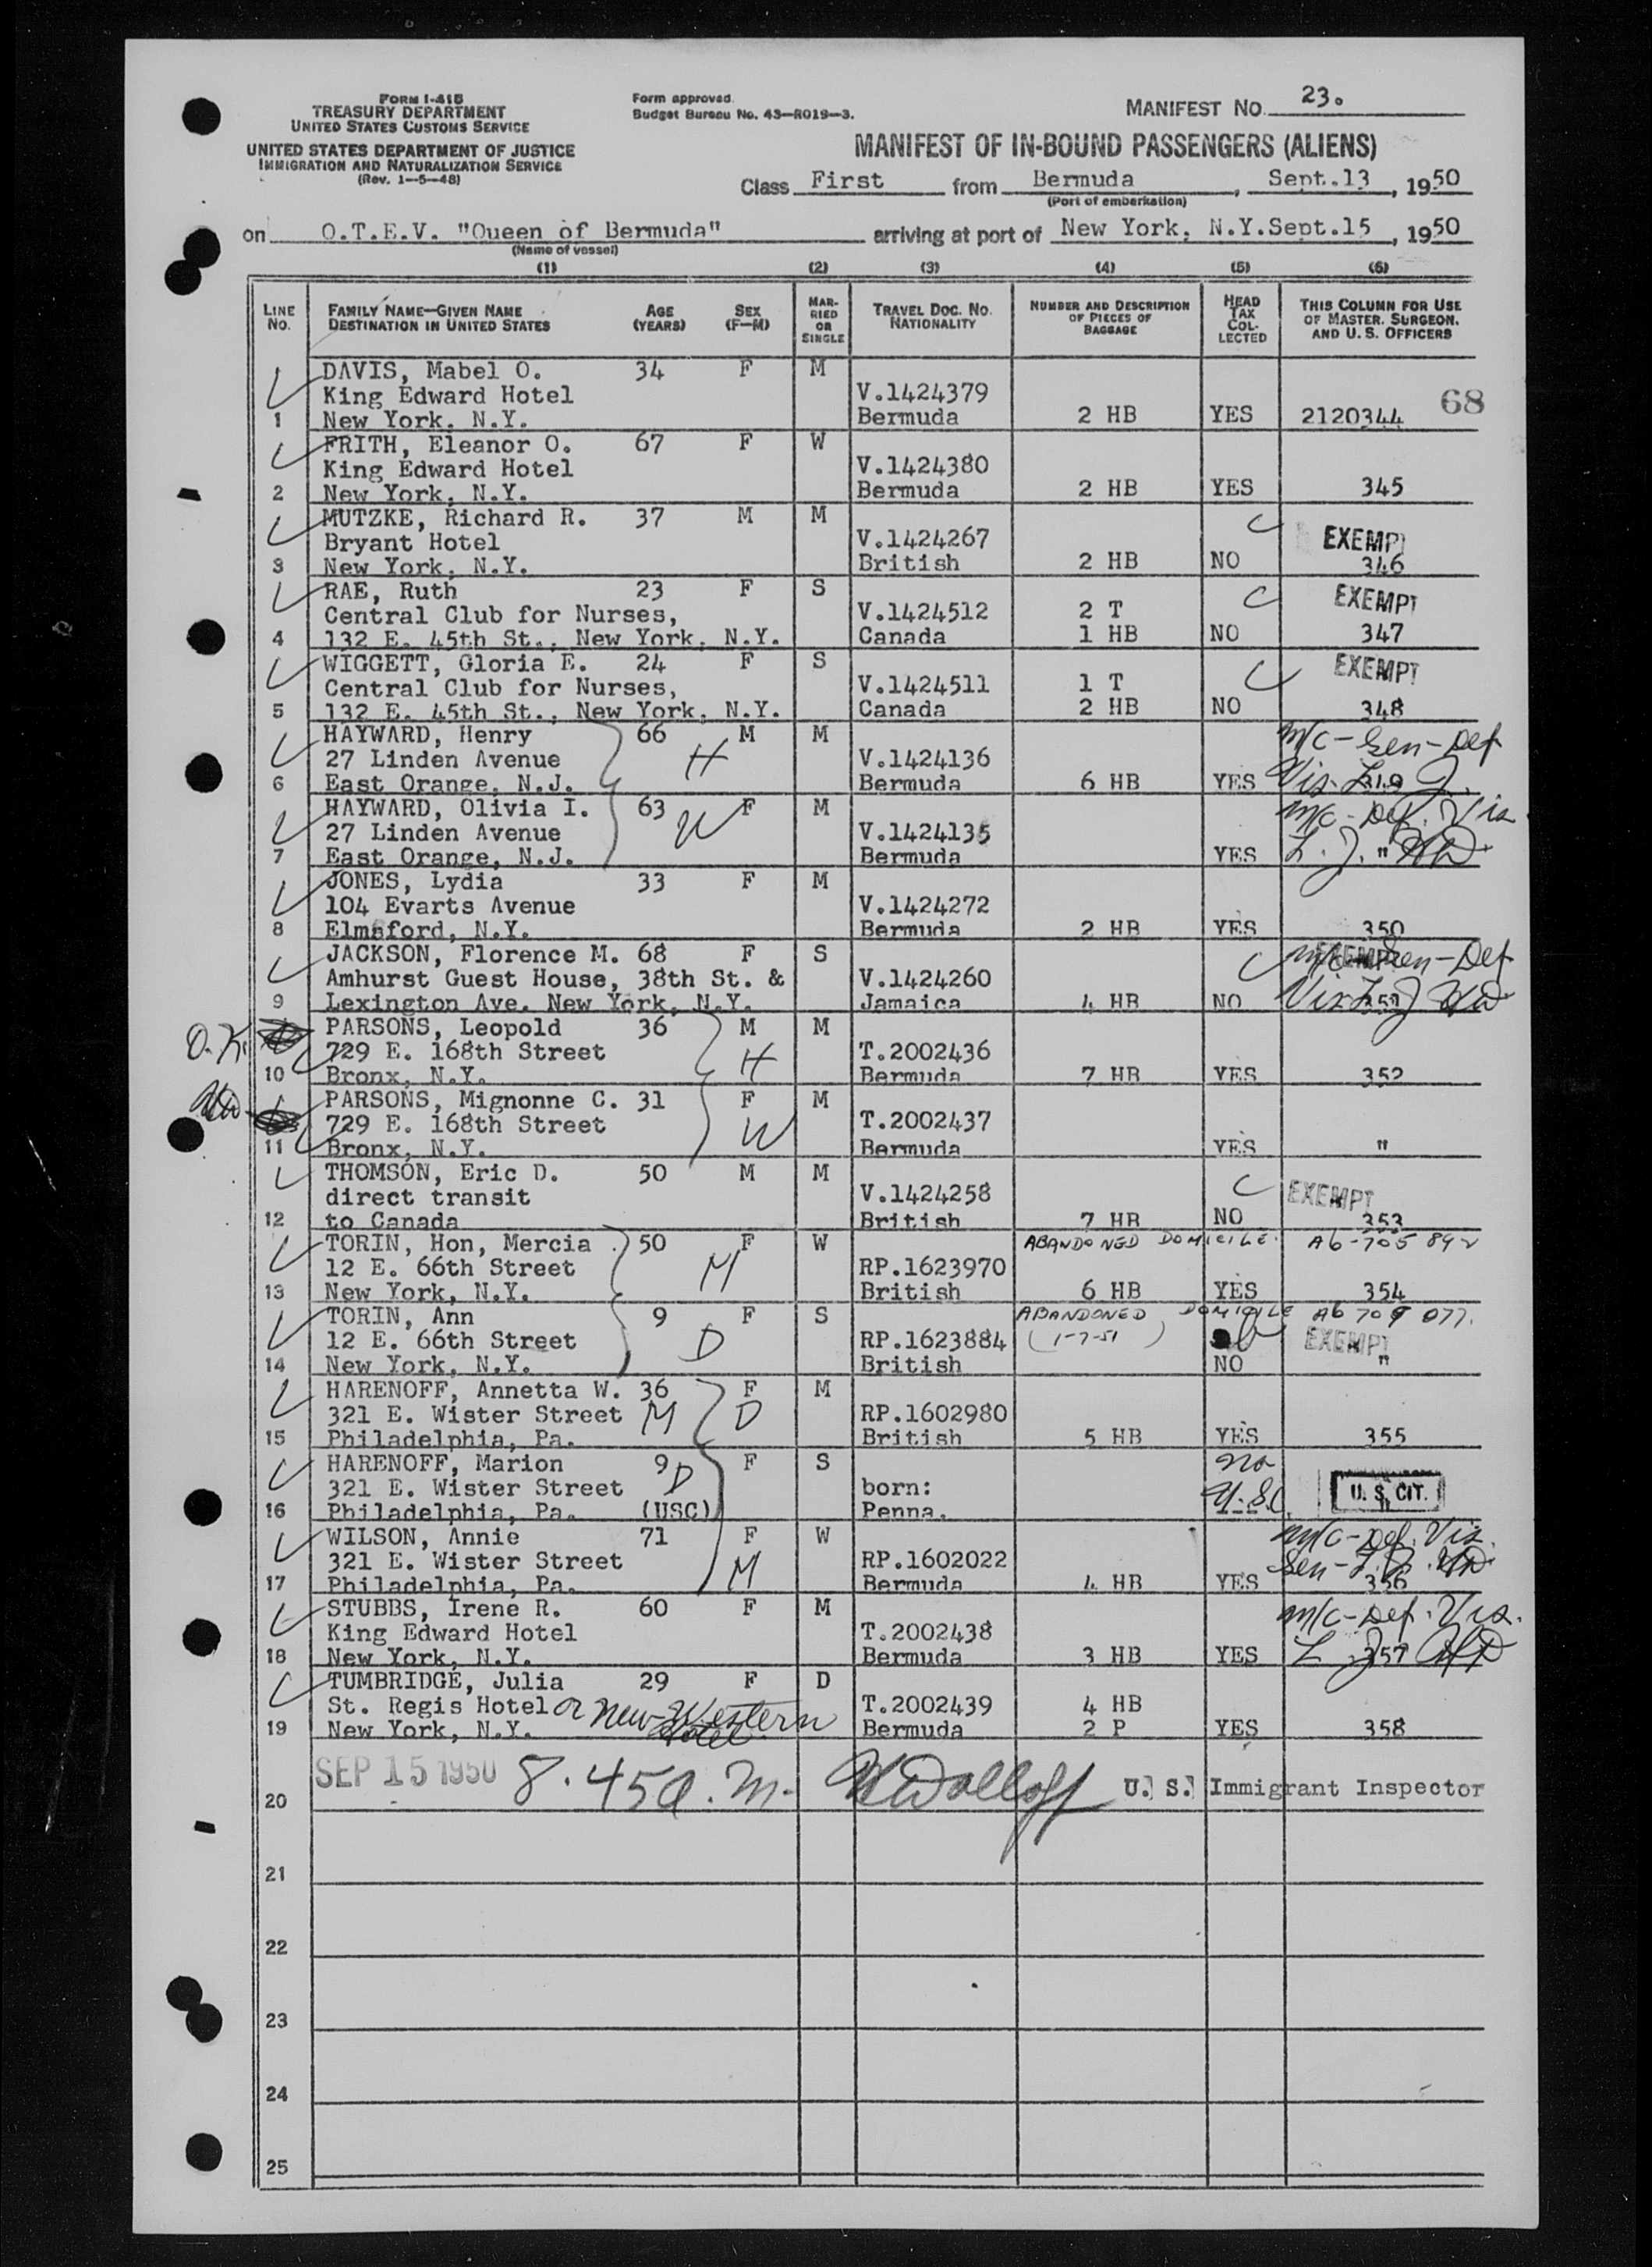 FORM I-415
TREASURY DEPARTMENT
UNITED STATES CUSTOMS SERVICE
UNITED STATES DEPARTMENT OF JUSTICE
IMMIGRATION AND NATURALIZATION SERVICE
(Rev. 1-5-48)
Form approved.
Budget Bureau No. 43-R019-3.
MANIFEST NO. 23.
MANIFEST OF IN-BOUND PASSENGERS (ALIENS)
Class First from Bermuda, Sept.13, 1950
(Port of embarkation)
on O.T.E.V. "Queen of Bermuda" arriving at port of New York, N.Y.Sept.15, 1950
(Name of vessel)
(1) (2) (3) (4) (5) (6)
LINE No. FAMILY NAME—GIVEN NAME DESTINATION IN UNITED STATES AGE (YEARS) SEX (F—M) MARRIED OR SINGLE TRAVEL DOC. NO. NATIONALITY NUMBER AND DESCRIPTION OF PIECES OF BAGGAGE HEAD TAX COLLECTED THIS COLUMN FOR USE OF MASTER, SURGEON, AND U. S. OFFICERS
DAVIS, Mabel O. 34 F M
King Edward Hotel V.1424379
1 New York, N.Y. Bermuda 2 HB YES 2120344 68
FRITH, Eleanor O. 67 F W
King Edward Hotel V.1424380
2 New York, N.Y. Bermuda 2 HB YES 345
MUTZKE, Richard R. 37 M M
Bryant Hotel V.1424267 EXEMPT
3 New York, N.Y. British 2 HB NO 346
RAE, Ruth 23 F S EXEMPT
Central Club for Nurses, V.1424512 2 T
4 132 E. 45th St., New York, N.Y. Canada 1 HB NO 347
WIGGETT, Gloria E. 24 F S EXEMPT
Central Club for Nurses, V.1424511 1 T
5 132 E. 45th St., New York, N.Y. Canada 2 HB NO 348
HAYWARD, Henry 66 M M m/c-Sen-Def
27 Linden Avenue H V.1424136
6 East Orange, N.J. Bermuda 6 HB YES Vis. 349
HAYWARD, Olivia I. 63 F M m/c-Def. Vis.
27 Linden Avenue W V.1424135
7 East Orange, N.J. Bermuda YES "
JONES, Lydia 33 F M
104 Evarts Avenue V.1424272
8 Elmsford, N.Y. Bermuda 2 HB YES 350
JACKSON, Florence M. 68 F S EXEMPT m/c-Sen-Def
Amhurst Guest House, 38th St. & V.1424260
9 Lexington Ave. New York, N.Y. Jamaica 4 HB NO Vis 351
PARSONS, Leopold 36 M M
O.K. 729 E. 168th Street H T.2002436
10 Bronx, N.Y. Bermuda 7 HB YES 352
PARSONS, Mignonne C. 31 F M
729 E. 168th Street W T.2002437
11 Bronx, N.Y. Bermuda YES "
THOMSON, Eric D. 50 M M
direct transit V.1424258 EXEMPT
12 to Canada British 7 HB NO 353
TORIN, Hon, Mercia 50 F W ABANDONED DOMICILE. A6-705 892
12 E. 66th Street M RP.1623970
13 New York, N.Y. British 6 HB YES 354
TORIN, Ann 9 F S ABANDONED DOMICILE A6 709 077.
12 E. 66th Street D RP.1623884 (1-7-51) EXEMPT
14 New York, N.Y. British NO "
HARENOFF, Annetta W. 36 F M
321 E. Wister Street M D RP.1602980
15 Philadelphia, Pa. British 5 HB YES 355
HARENOFF, Marion 9 F S No
321 E. Wister Street D born: U.S.C. U. S. CIT.
16 Philadelphia, Pa. (USC) Penna. "
WILSON, Annie 71 F W m/c-Def. Vis.
321 E. Wister Street M RP.1602022 Sen-
17 Philadelphia, Pa. Bermuda 4 HB YES 356
STUBBS, Irene R. 60 F M m/c-Def. Vis.
King Edward Hotel T.2002438
18 New York, N.Y. Bermuda 3 HB YES 357
TUMBRIDGE, Julia 29 F D
St. Regis Hotel or New Western Hotel T.2002439 4 HB
19 New York, N.Y. Bermuda 2 P YES 358
SEP 15 1950 8.45 a.m. U. S. Immigrant Inspector
20
21
22
23
24
25